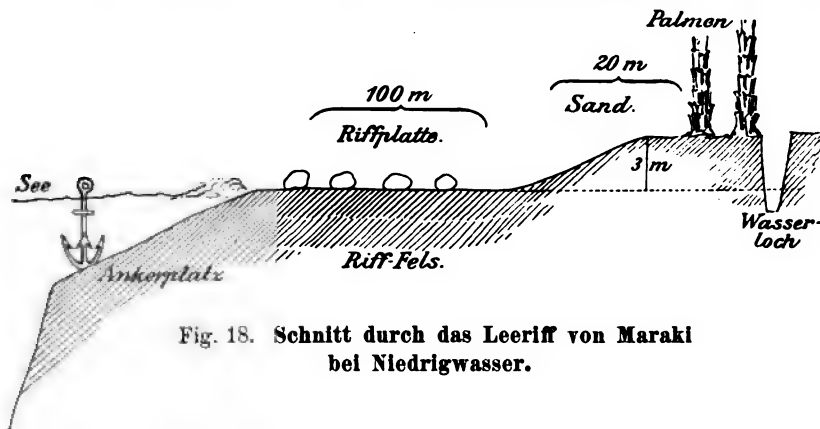 Palmen
20 m
Sand.
100 m
Riffplatte.
See
3 m
Wasser-
loch
Ankerplatz
Riff-Fels.
Fig. 18. Schnitt durch das Leeriff von Maraki
bei Niedrigwasser.